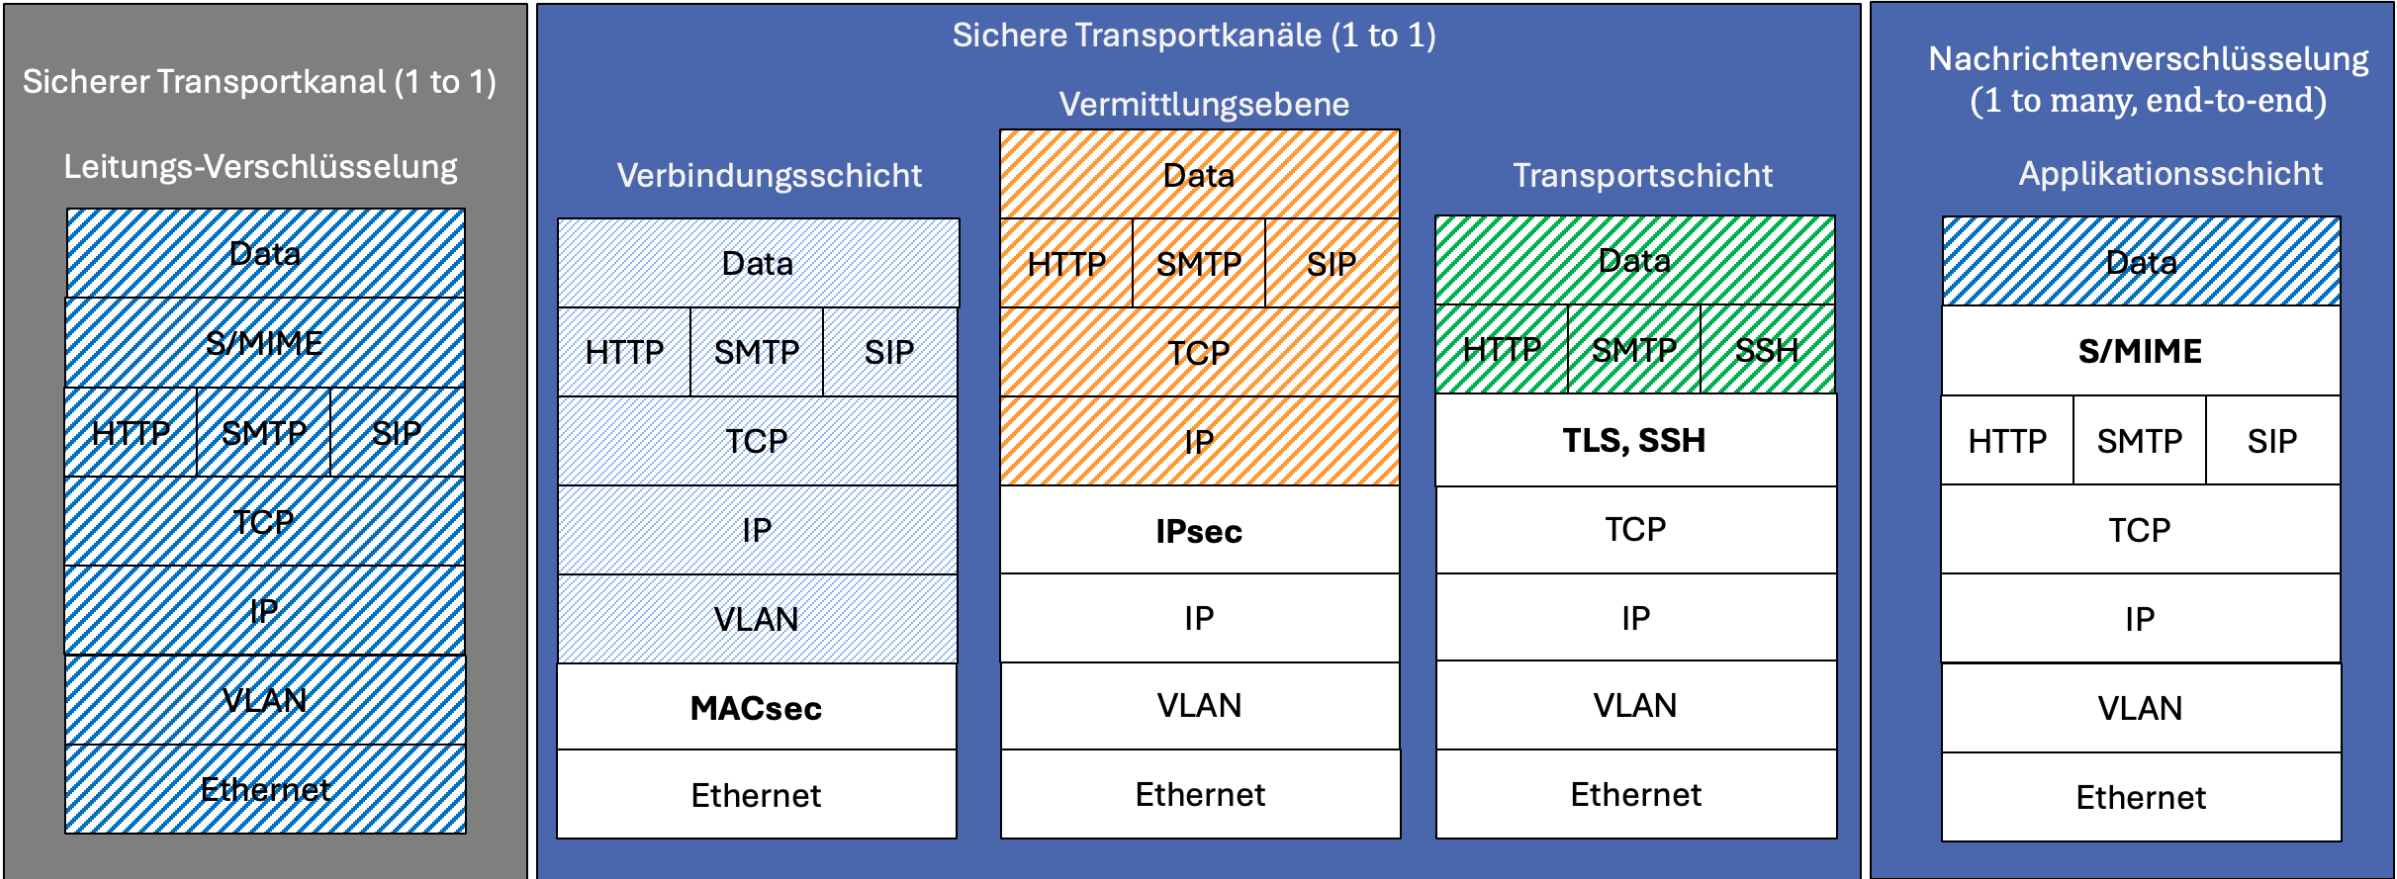 Sicherer Transportkanal (1 to 1)
Leitungs-Verschlüsselung
Data
S/MIME
HTTP SMTP SIP
TCP
IP
VLAN
Ethernet
Sichere Transportkanäle (1 to 1)
Verbindungsschicht
Data
HTTP SMTP SIP
TCP
IP
VLAN
MACsec
Ethernet
Vermittlungsebene
Data
HTTP SMTP SIP
TCP
IP
IPsec
IP
VLAN
Ethernet
Transportschicht
Data
HTTP SMTP SSH
TLS, SSH
TCP
IP
VLAN
Ethernet
Nachrichtenverschlüsselung
(1 to many, end-to-end)
Applikationsschicht
Data
S/MIME
HTTP SMTP SIP
TCP
IP
VLAN
Ethernet